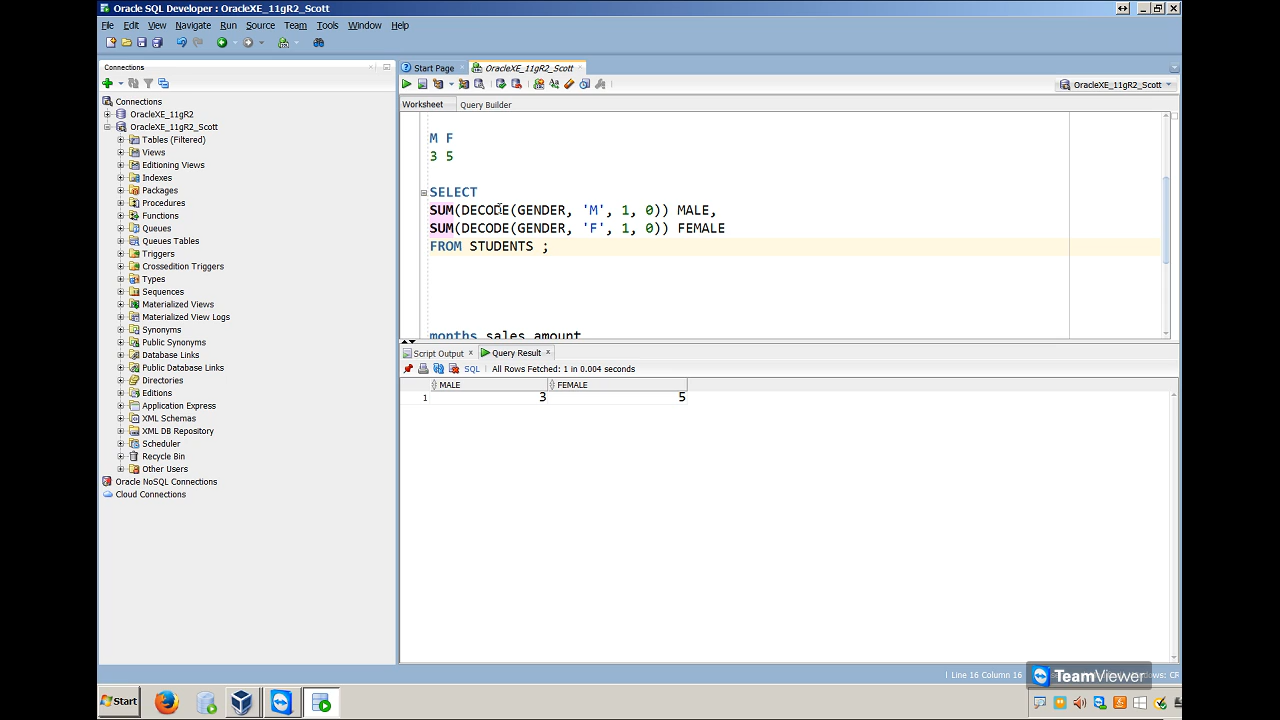 Oracle SQL Developer : OracleXE_11gR2_Scott
File Edit View Navigate Run Source Team Tools Window Help
Connections
Connections
OracleXE_11gR2
OracleXE_11gR2_Scott
Tables (Filtered)
Views
Editioning Views
Indexes
Packages
Procedures
Functions
Queues
Queues Tables
Triggers
Crossedition Triggers
Types
Sequences
Materialized Views
Materialized View Logs
Synonyms
Public Synonyms
Database Links
Public Database Links
Directories
Editions
Application Express
XML Schemas
XML DB Repository
Scheduler
Recycle Bin
Other Users
Oracle NoSQL Connections
Cloud Connections
Start Page OracleXE_11gR2_Scott
OracleXE_11gR2_Scott
Worksheet Query Builder
M F
3 5
SELECT
SUM(DECODE(GENDER, 'M', 1, 0)) MALE,
SUM(DECODE(GENDER, 'F', 1, 0)) FEMALE
FROM STUDENTS ;
months sales amount
Script Output Query Result
SQL All Rows Fetched: 1 in 0.004 seconds
MALE FEMALE
1 3 5
Line 16 Column 16
TeamViewer
Start